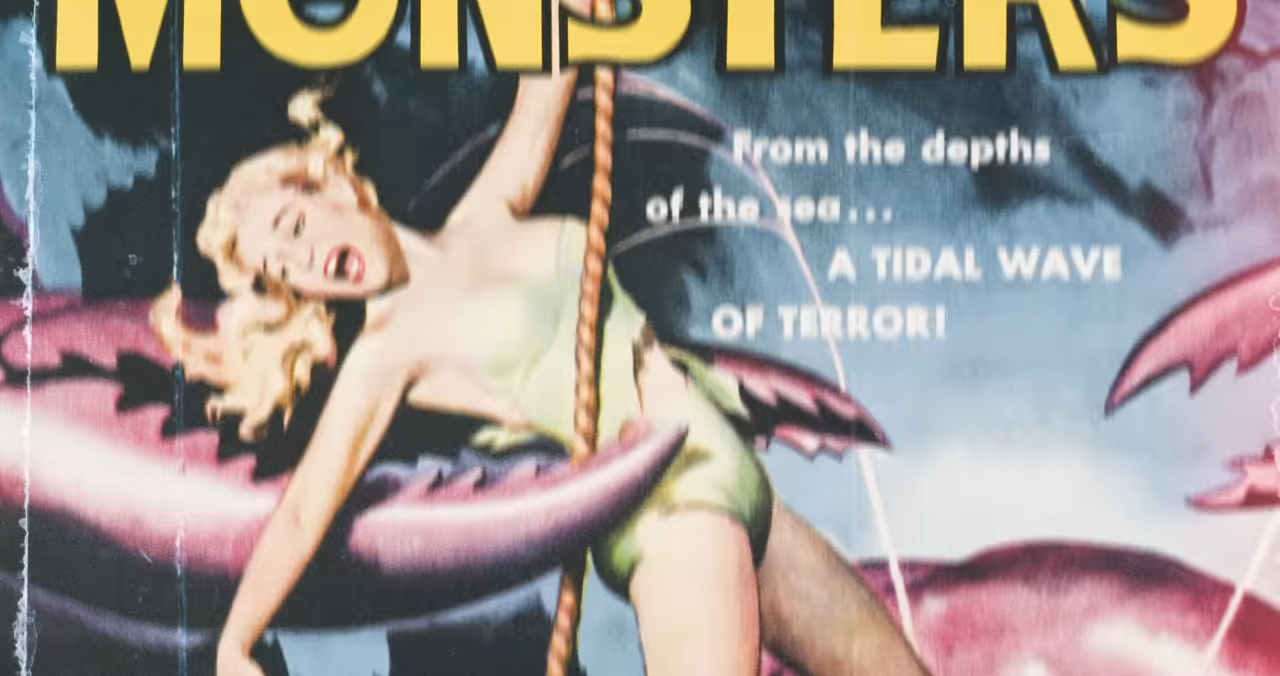 MONSTERS
From the depths
of the sea...
A TIDAL WAVE
OF TERROR!